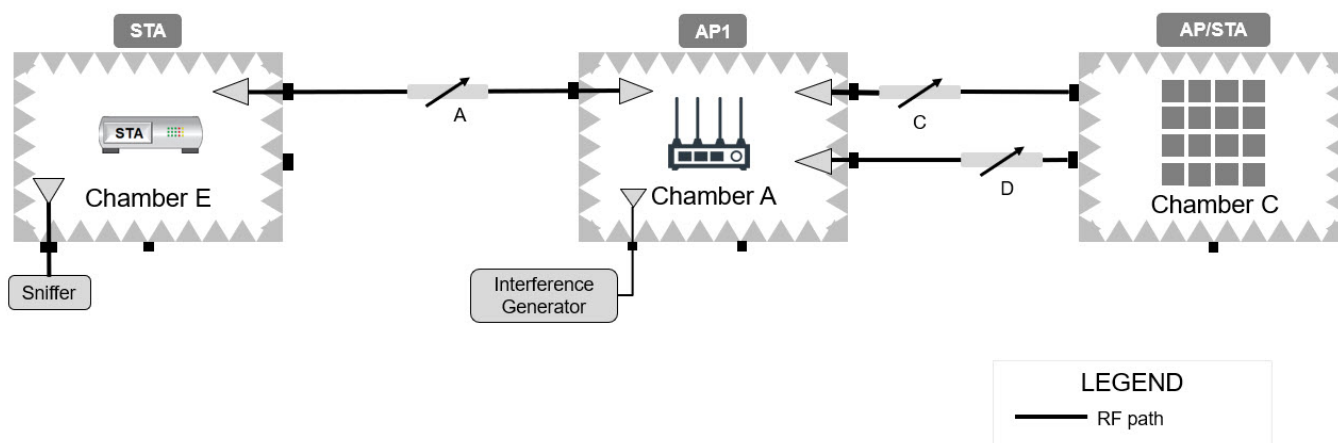 STA
AP1
AP/STA
A
C
STA
D
Chamber E
Chamber A
Chamber C
Sniffer
Interference
Generator
LEGEND
RF path